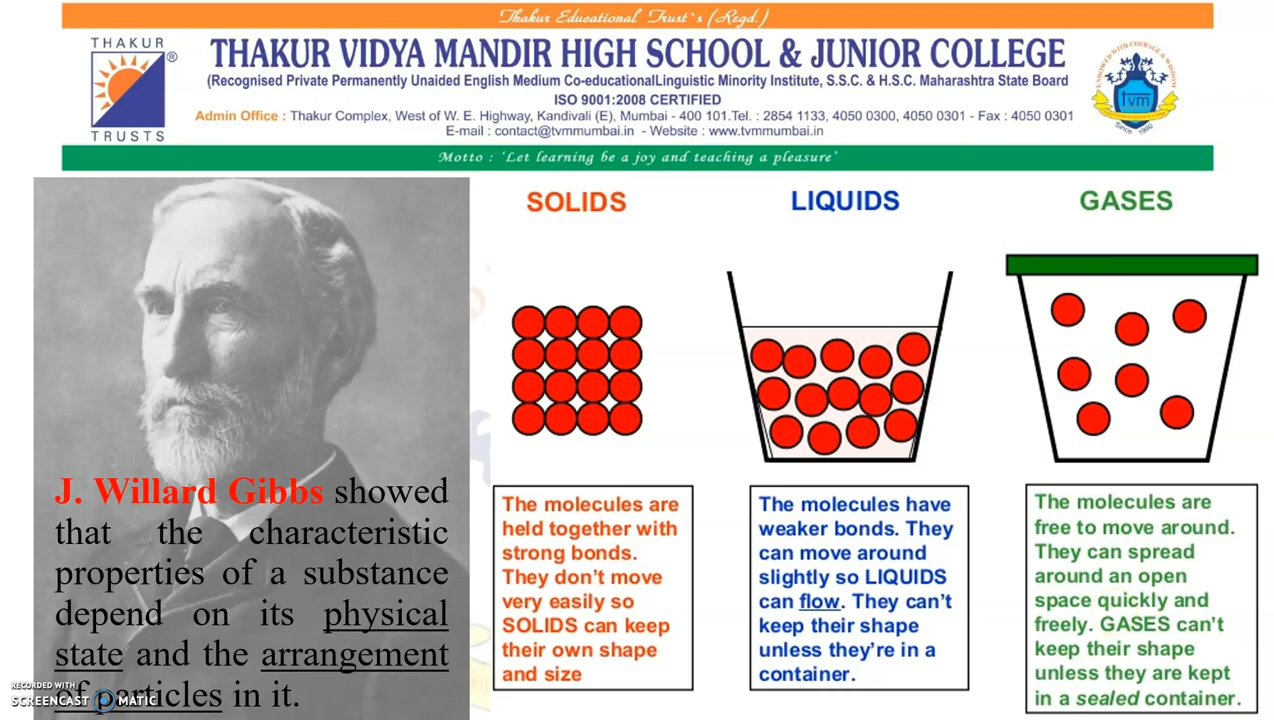 Thakur Educational Trust`s (Regd.)
THAKUR
®
TRUSTS
THAKUR VIDYA MANDIR HIGH SCHOOL & JUNIOR COLLEGE
(Recognised Private Permanently Unaided English Medium Co-educationalLinguistic Minority Institute, S.S.C. & H.S.C. Maharashtra State Board
ISO 9001:2008 CERTIFIED
Admin Office : Thakur Complex, West of W. E. Highway, Kandivali (E), Mumbai - 400 101.Tel. : 2854 1133, 4050 0300, 4050 0301 - Fax : 4050 0301
E-mail : contact@tvmmumbai.in - Website : www.tvmmumbai.in
tvm
Since 1990
Motto : ‘Let learning be a joy and teaching a pleasure’
J. Willard Gibbs showed
that the characteristic
properties of a substance
depend on its physical
state and the arrangement
of particles in it.
RECORDED WITH
SCREENCAST MATIC
SOLIDS
The molecules are
held together with
strong bonds.
They don’t move
very easily so
SOLIDS can keep
their own shape
and size
LIQUIDS
The molecules have
weaker bonds. They
can move around
slightly so LIQUIDS
can flow. They can’t
keep their shape
unless they’re in a
container.
GASES
The molecules are
free to move around.
They can spread
around an open
space quickly and
freely. GASES can’t
keep their shape
unless they are kept
in a sealed container.